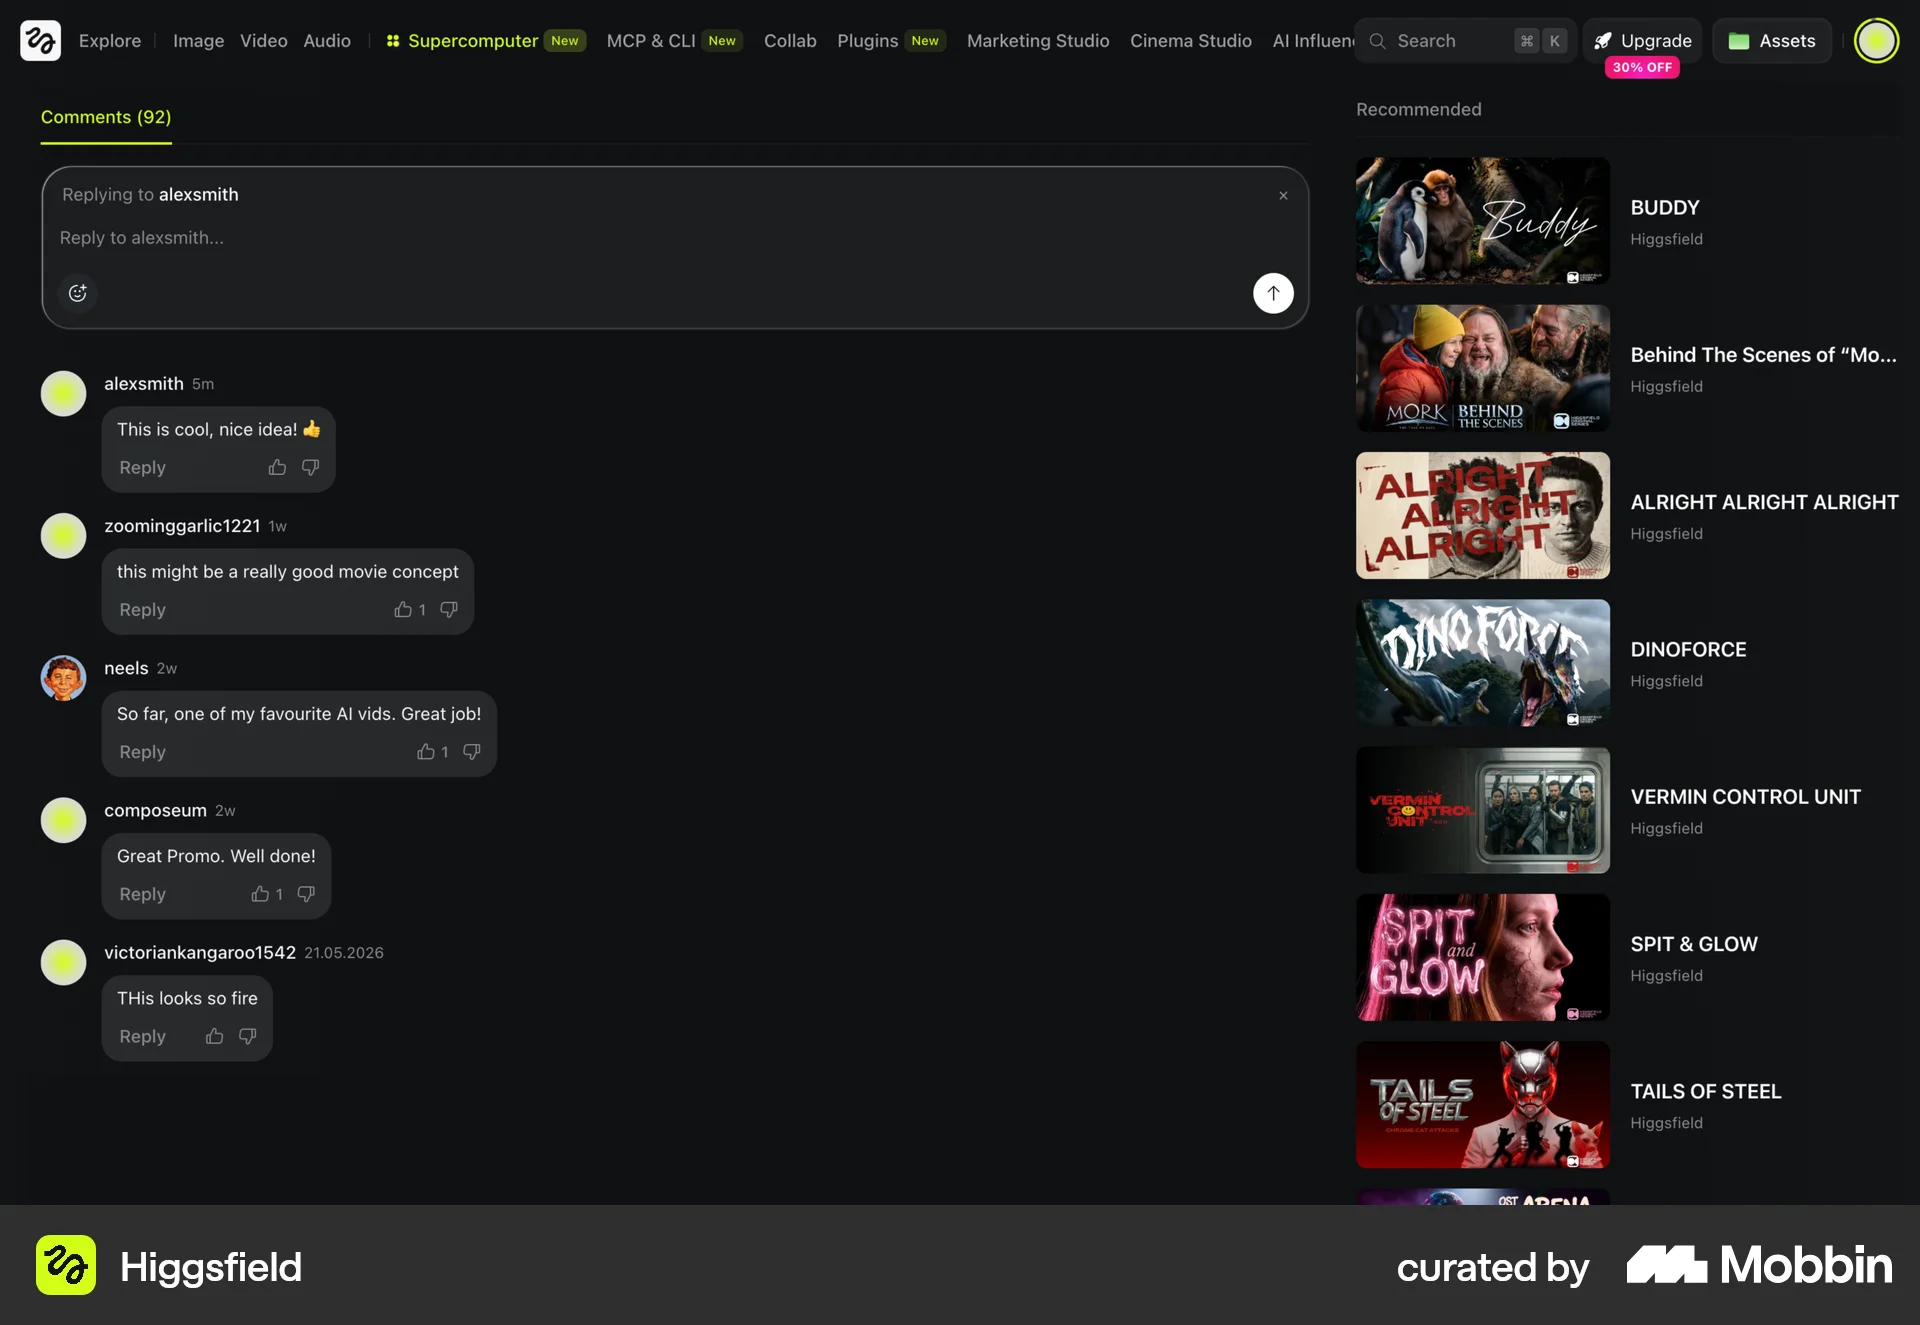 Explore
Image
Video
Audio
Supercomputer New
MCP & CLI New
Collab
Plugins New
Marketing Studio
Cinema Studio
AI Influen
Search ⌘ K
Upgrade
30% OFF
Assets
Comments (92)
Replying to alexsmith
Reply to alexsmith...
alexsmith 5m
This is cool, nice idea! 👍
Reply
zoominggarlic1221 1w
this might be a really good movie concept
Reply 1
neels 2w
So far, one of my favourite AI vids. Great job!
Reply 1
composeum 2w
Great Promo. Well done!
Reply 1
victoriankangaroo1542 21.05.2026
THis looks so fire
Reply
Recommended
Buddy
BUDDY
Higgsfield
MORK
BEHIND
THE SCENES
Behind The Scenes of “Mo...
Higgsfield
ALRIGHT
ALRIGHT
ALRIGHT
ALRIGHT ALRIGHT ALRIGHT
Higgsfield
DINOFORCE
DINOFORCE
Higgsfield
VERMIN
CONTROL
UNIT
VERMIN CONTROL UNIT
Higgsfield
SPIT
and
GLOW
SPIT & GLOW
Higgsfield
TAILS
OF STEEL
CHROME CAT ATTACKS
TAILS OF STEEL
Higgsfield
OST ARENA
Higgsfield
curated by Mobbin